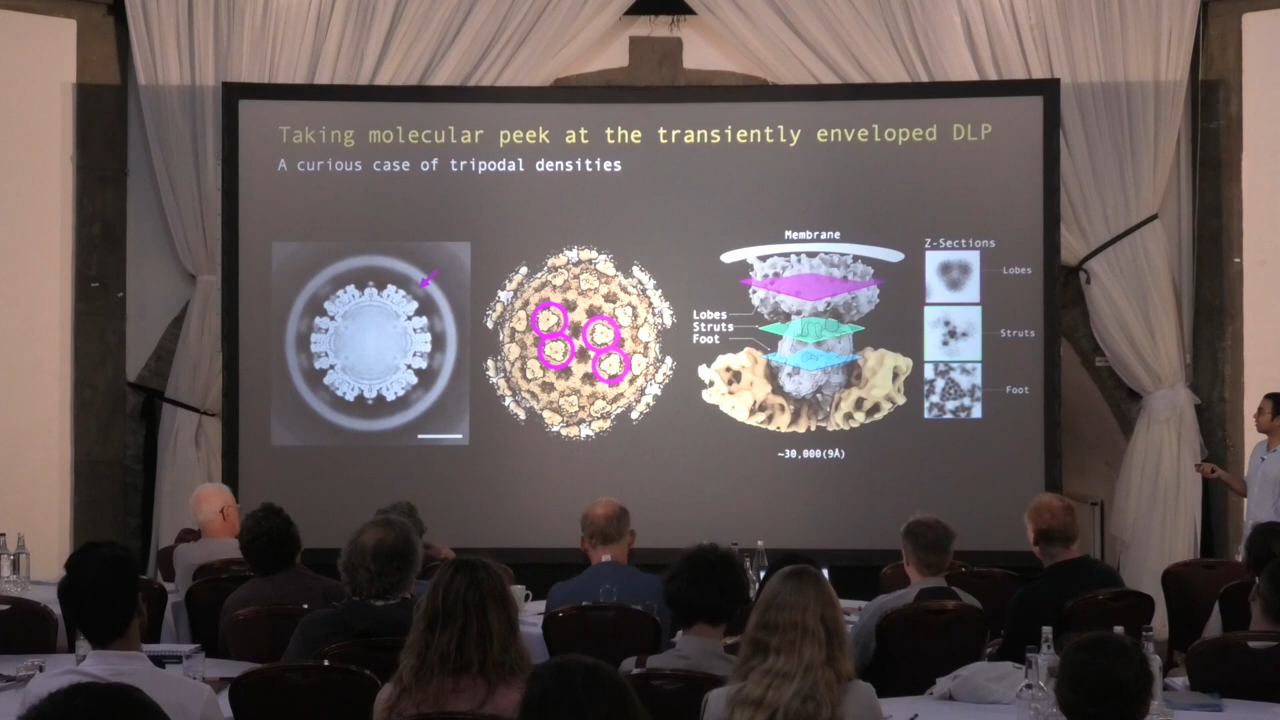 Taking molecular peek at the transiently enveloped DLP
A curious case of tripodal densities
Membrane
Z-Sections
Lobes
Struts
Foot
Lobes
Struts
Foot
~30,000(9Å)